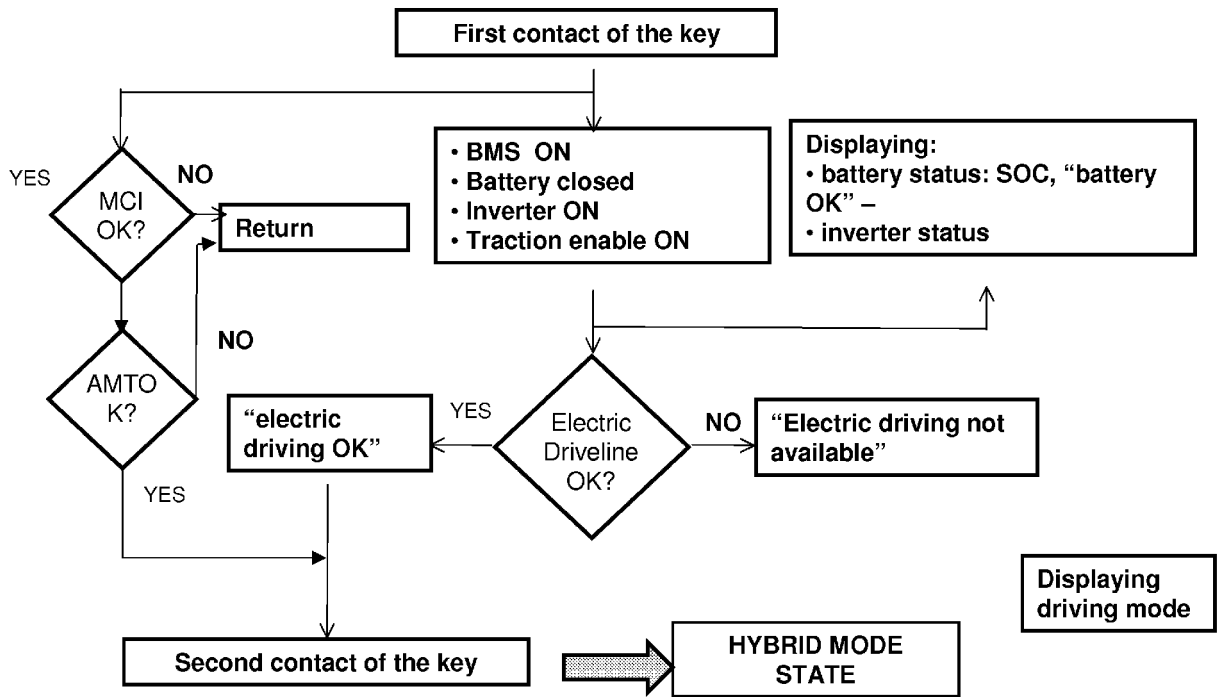 First contact of the key
• BMS ON
• Battery closed
• Inverter ON
• Traction enable ON
Displaying:
• battery status: SOC, “battery
OK” –
• inverter status
YES
NO
MCI
OK?
Return
NO
AMTO
K?
YES
“electric
driving OK”
YES
Electric
Driveline
OK?
NO
“Electric driving not
available”
Displaying
driving mode
Second contact of the key
HYBRID MODE
STATE